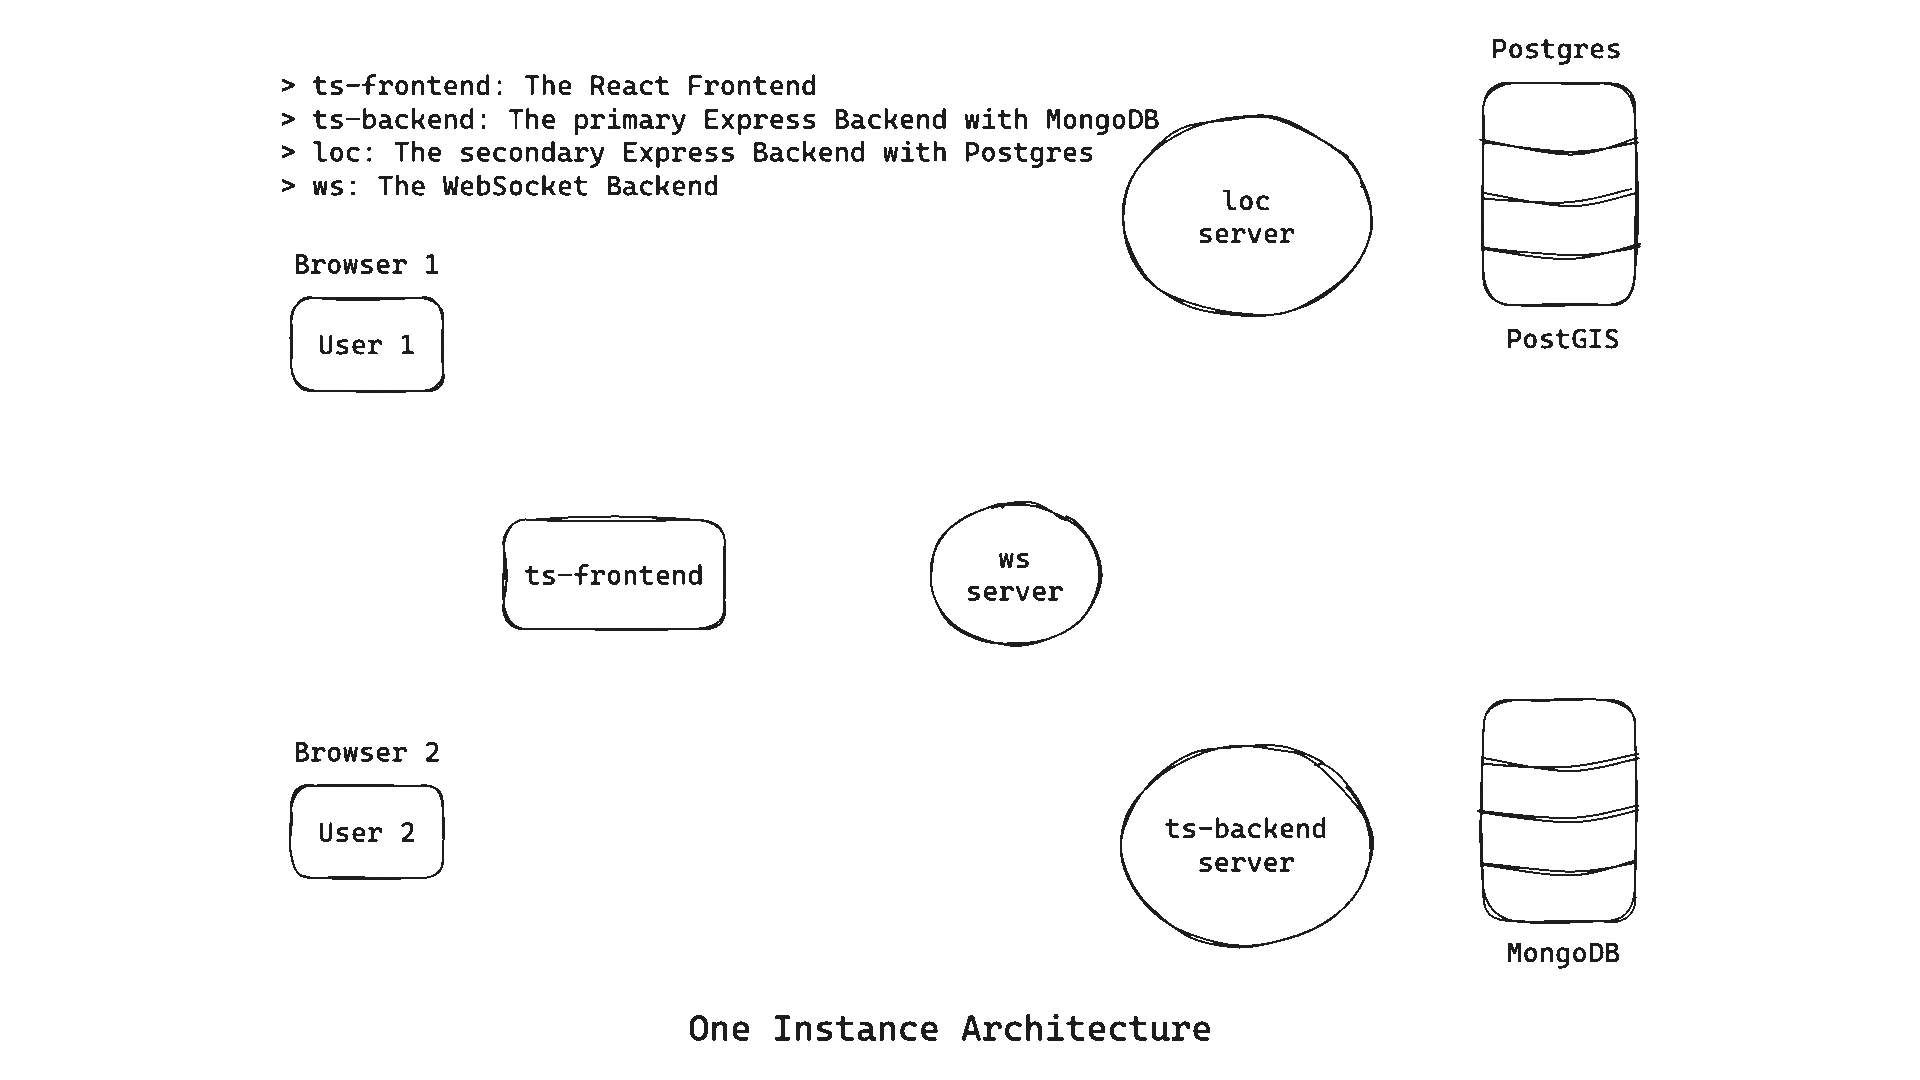 Postgres
> ts-frontend: The React Frontend
> ts-backend: The primary Express Backend with MongoDB
> loc: The secondary Express Backend with Postgres
> ws: The WebSocket Backend
loc
server
Browser 1
User 1
PostGIS
ts-frontend
ws
server
Browser 2
User 2
ts-backend
server
MongoDB
One Instance Architecture